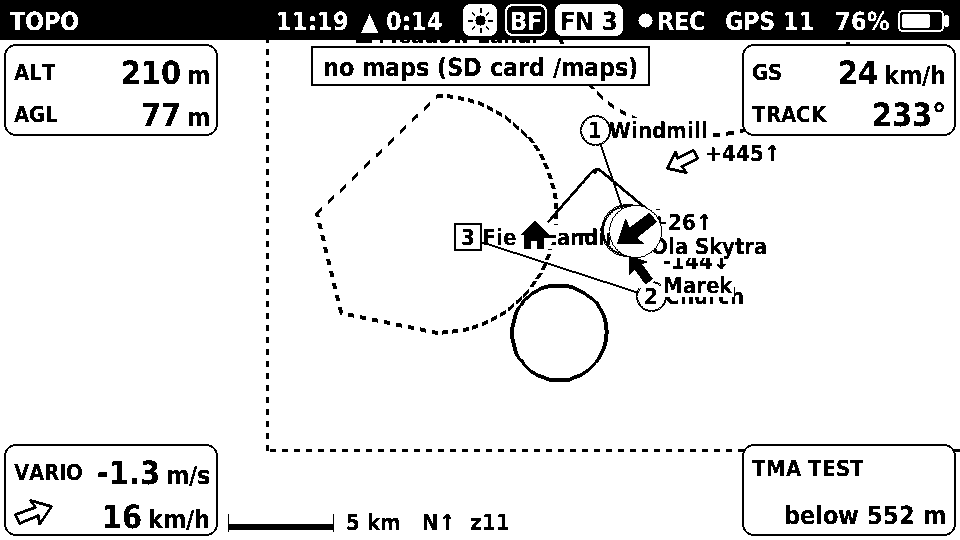 TOPO 11:19 ▲ 0:14 BF FN 3 ●REC GPS 11 76%
no maps (SD card /maps)
ALT 210 m
AGL 77 m
GS 24 km/h
TRACK 233°
1 Windmill
+445↑
26↑
3 Fie
Ola Skytra
-144↓
Marek
2 Church
VARIO -1.3 m/s
16 km/h
5 km N↑ z11
TMA TEST
below 552 m